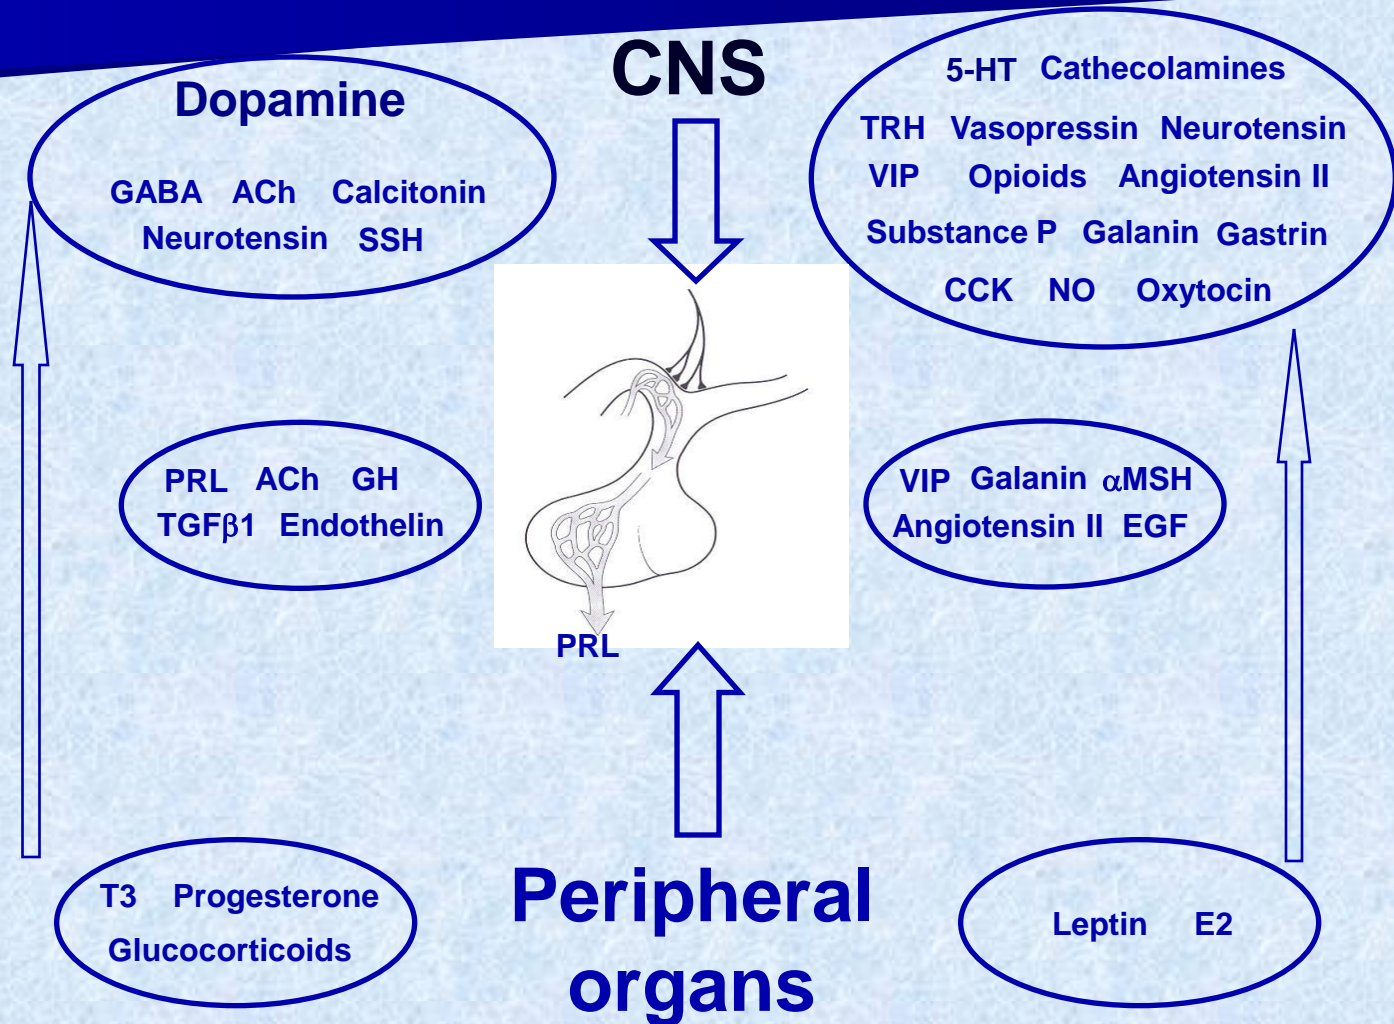 CNS
Dopamine
GABA ACh Calcitonin
Neurotensin SSH
5-HT Cathecolamines
TRH Vasopressin Neurotensin
VIP Opioids Angiotensin II
Substance P Galanin Gastrin
CCK NO Oxytocin
PRL ACh GH
TGFβ1 Endothelin
VIP Galanin αMSH
Angiotensin II EGF
PRL
T3 Progesterone
Glucocorticoids
Peripheral
organs
Leptin E2